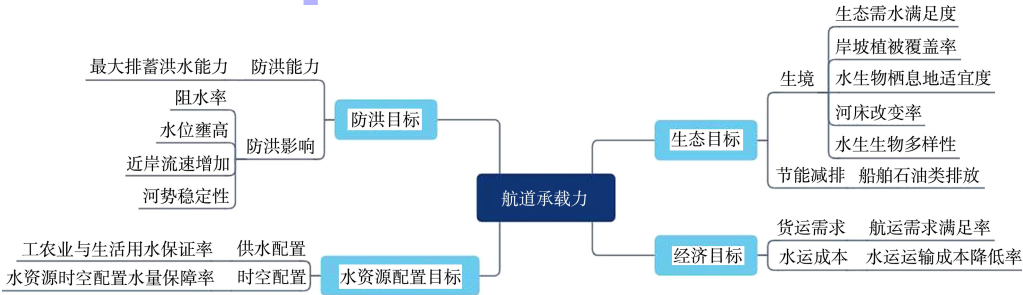 航道承载力
防洪目标
防洪能力
最大排蓄洪水能力
防洪影响
阻水率
水位壅高
近岸流速增加
河势稳定性
水资源配置目标
供水配置
工农业与生活用水保证率
时空配置
水资源时空配置水量保障率
生态目标
生境
生态需水满足度
岸坡植被覆盖率
水生物栖息地适宜度
河床改变率
水生生物多样性
节能减排
船舶石油类排放
经济目标
货运需求
航运需求满足率
水运成本
水运运输成本降低率